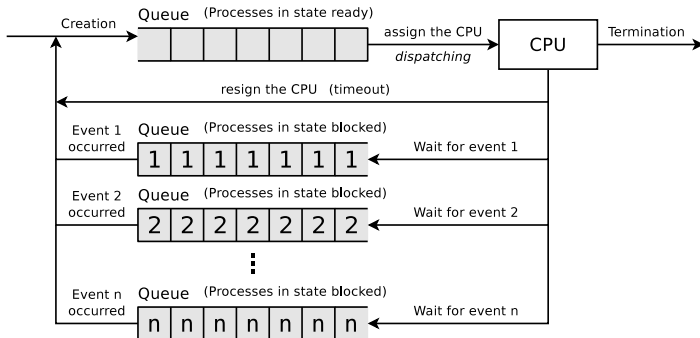 Creation
Queue (Processes in state ready)
assign the CPU
dispatching
CPU
Termination
resign the CPU (timeout)
Event 1
occurred
Queue (Processes in state blocked)
1 1 1 1 1 1 1
Wait for event 1
Event 2
occurred
Queue (Processes in state blocked)
2 2 2 2 2 2 2
Wait for event 2
Event n
occurred
Queue (Processes in state blocked)
n n n n n n n
Wait for event n